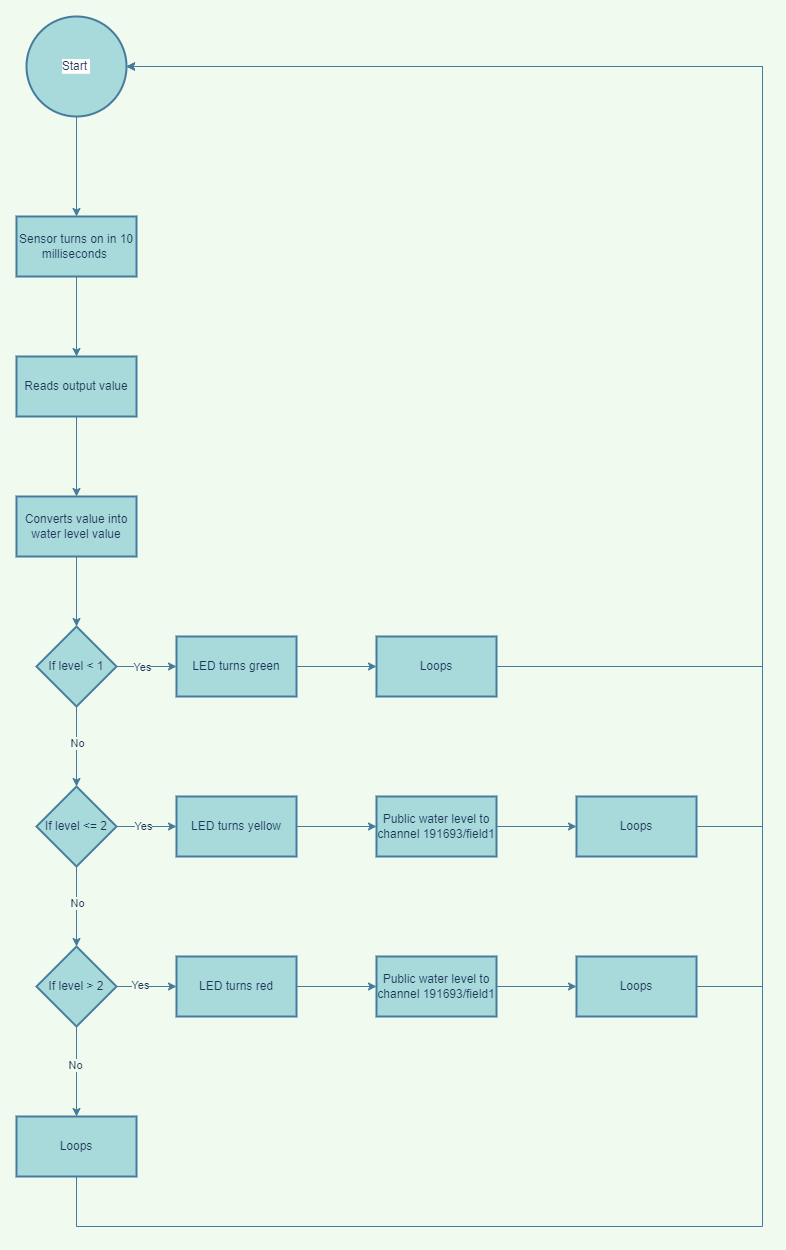 Start
Sensor turns on in 10
milliseconds
Reads output value
Converts value into
water level value
If level < 1
Yes
LED turns green
Loops
No
If level <= 2
Yes
LED turns yellow
Public water level to
channel 191693/field1
Loops
No
If level > 2
Yes
LED turns red
Public water level to
channel 191693/field1
Loops
No
Loops